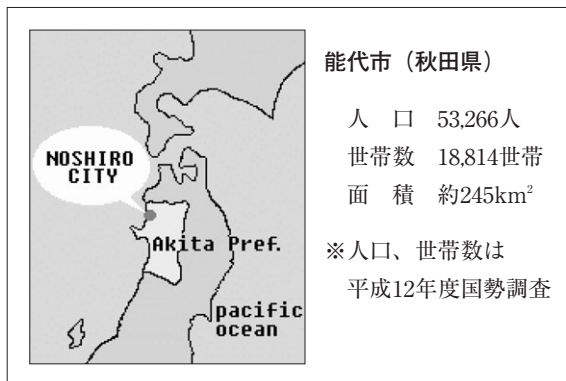 NOSHIRO
CITY
Akita Pref.
pacific
ocean
能代市（秋田県）
人　口　53,266人
世帯数　18,814世帯
面　積　約245km²
※人口、世帯数は
平成12年度国勢調査